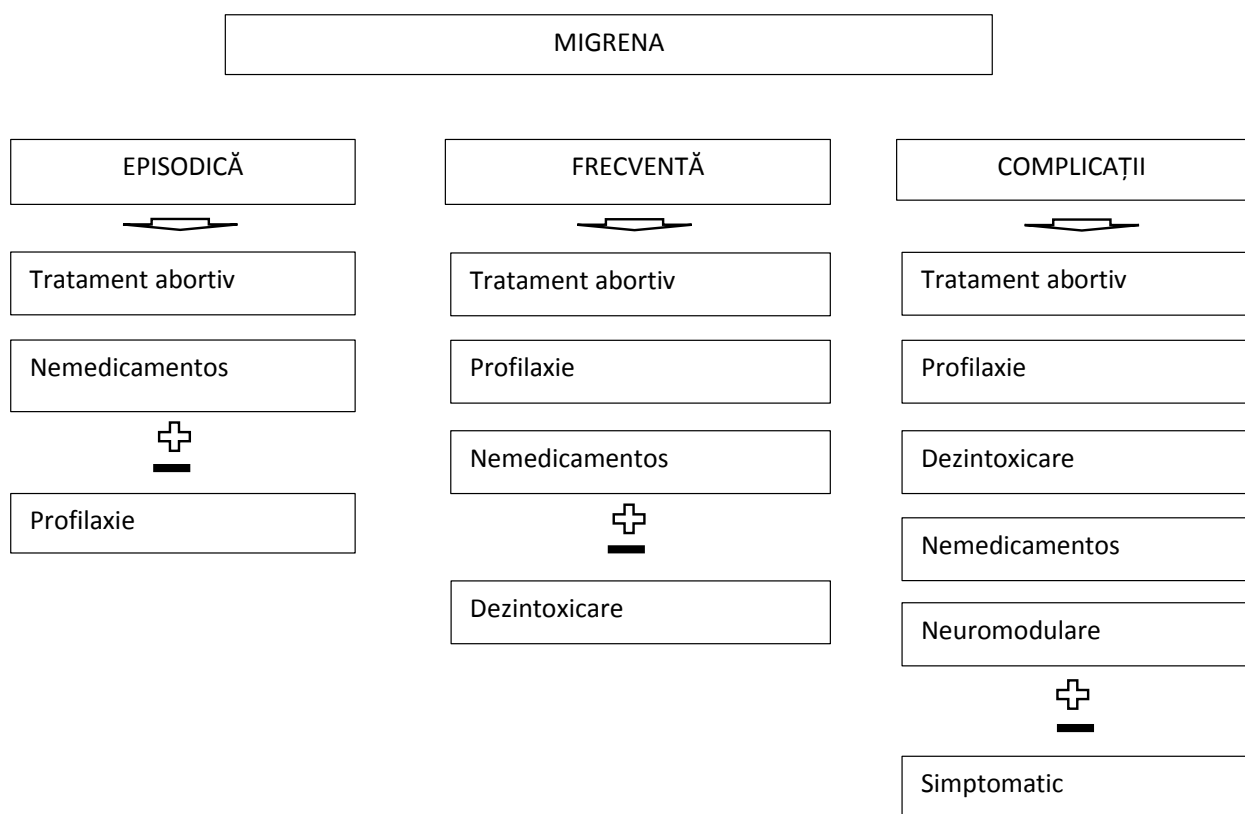 MIGRENA
EPISODICĂ
Tratament abortiv
Nemedicamentos
Profilaxie
FRECVENTĂ
Tratament abortiv
Profilaxie
Nemedicamentos
Dezintoxicare
COMPLICAȚII
Tratament abortiv
Profilaxie
Dezintoxicare
Nemedicamentos
Neuromodulare
Simptomatic